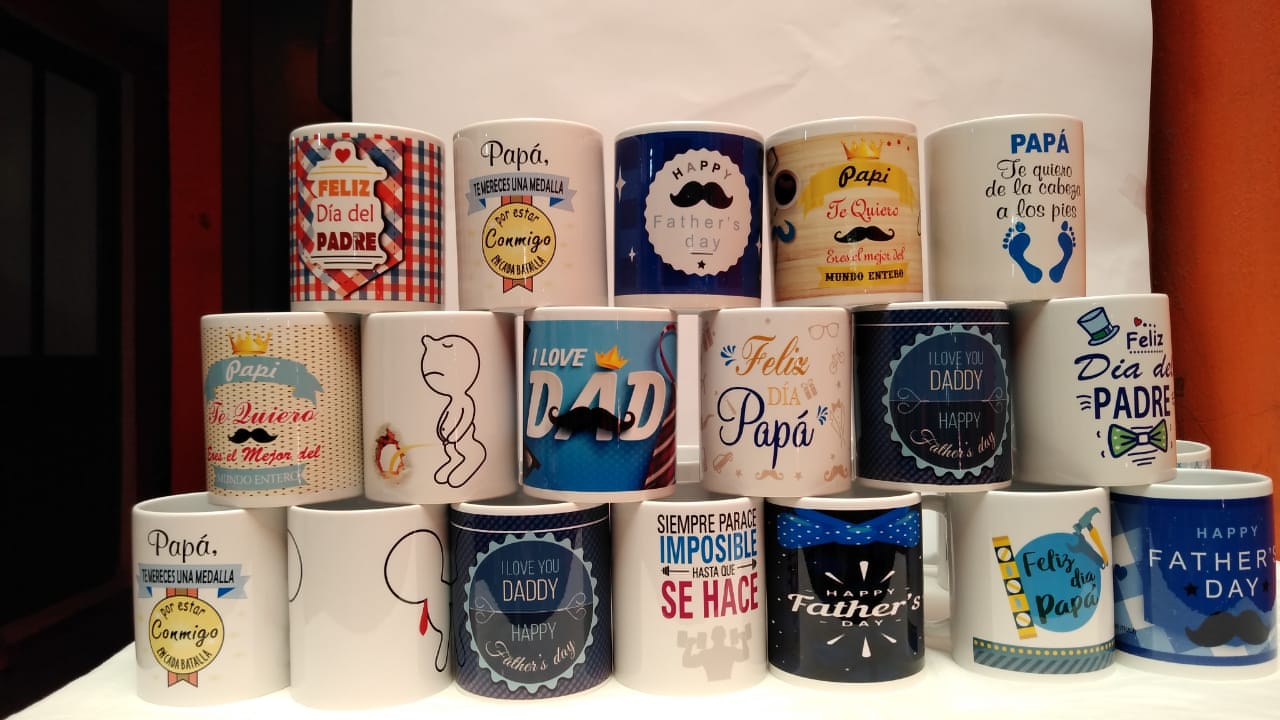 FELIZ
Día del
PADRE
Papá,
TE MERECES UNA MEDALLA
por estar
Conmigo
EN CADA BATALLA
HAPPY
Father's
day
Papi
Te Quiero
Eres el mejor del
MUNDO ENTERO
PAPÁ
Te quiero
de la cabeza
a los pies
Papi
Te Quiero
Eres el Mejor del
MUNDO ENTERO
I LOVE
DAD
Feliz
DÍA
Papá
I LOVE YOU
DADDY
HAPPY
Father's day
Feliz
Dia de
PADRE
Papá,
TE MERECES UNA MEDALLA
por estar
Conmigo
EN CADA BATALLA
I LOVE YOU
DADDY
HAPPY
Father's day
SIEMPRE PARACE
IMPOSIBLE
HASTA QUE
SE HACE
HAPPY
Father's
DAY
Feliz
dia
Papá
HAPPY
FATHER'S
DAY